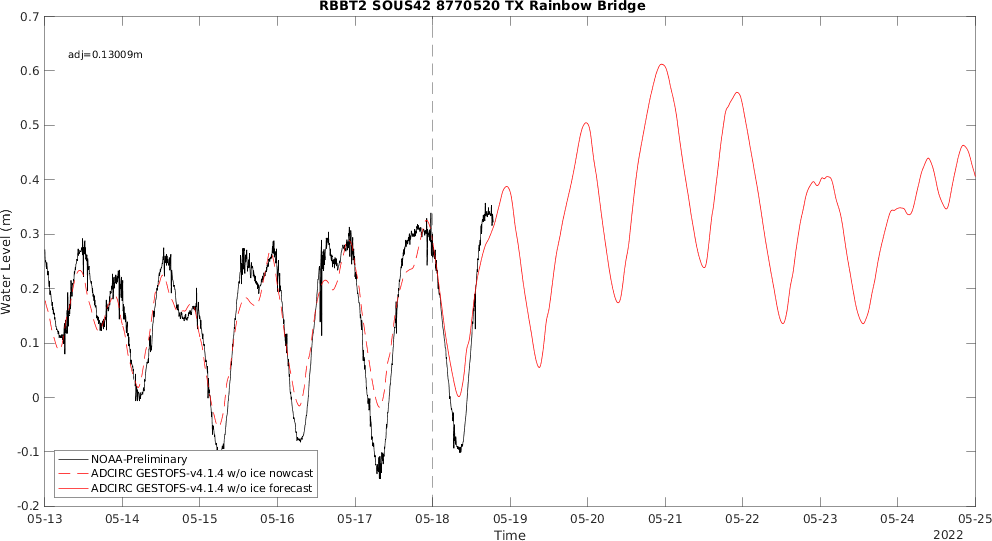 RBBT2 SOUS42 8770520 TX Rainbow Bridge
0.7
adj=0.13009m
0.6
0.5
0.4
0.3
Water Level (m)
0.2
0.1
0
-0.1
NOAA-Preliminary
ADCIRC GESTOFS-v4.1.4 w/o ice nowcast
ADCIRC GESTOFS-v4.1.4 w/o ice forecast
-0.2
05-13 05-14 05-15 05-16 05-17 05-18 05-19 05-20 05-21 05-22 05-23 05-24 05-25
Time
2022